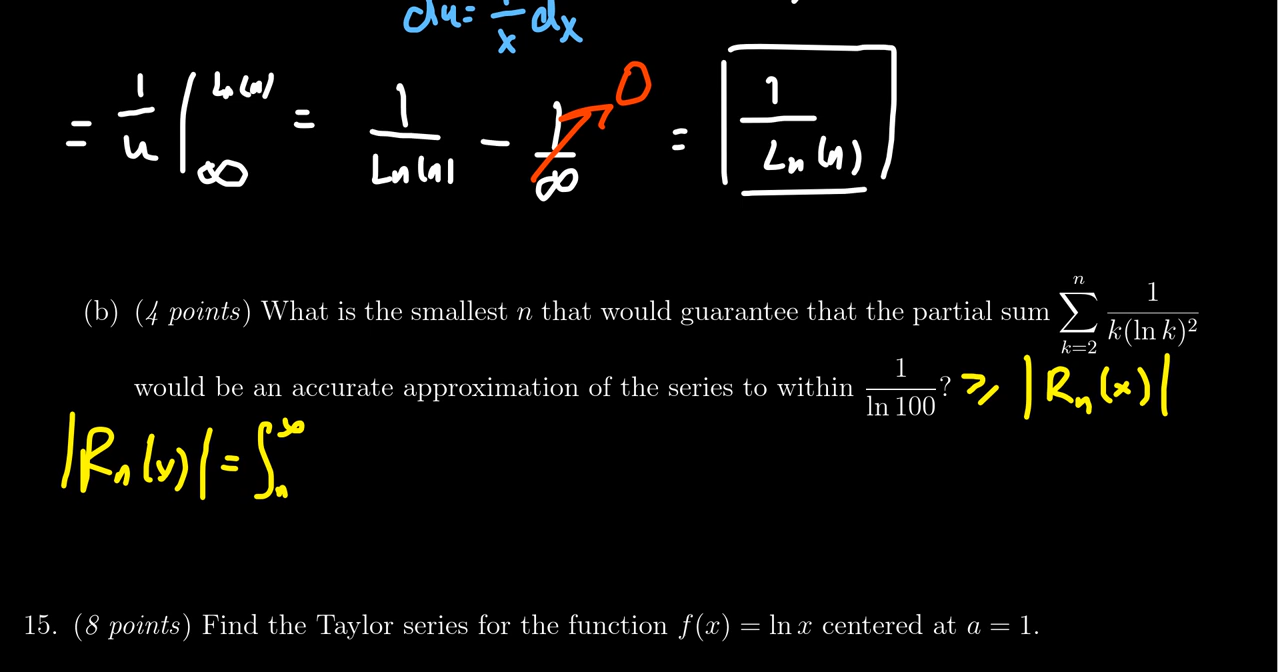 du = 1/x dx
= 1/u |_∞^{Ln(n)} = 1/Ln(n) - 1/∞ → 0 = 1/Ln(n)
(b) (4 points) What is the smallest n that would guarantee that the partial sum ∑_{k=2}^{n} 1/(k(ln k)^2)
would be an accurate approximation of the series to within 1/ln 100? ≥ |R_n(x)|
|R_n(x)| = ∫_n^∞
15. (8 points) Find the Taylor series for the function f(x) = ln x centered at a = 1.